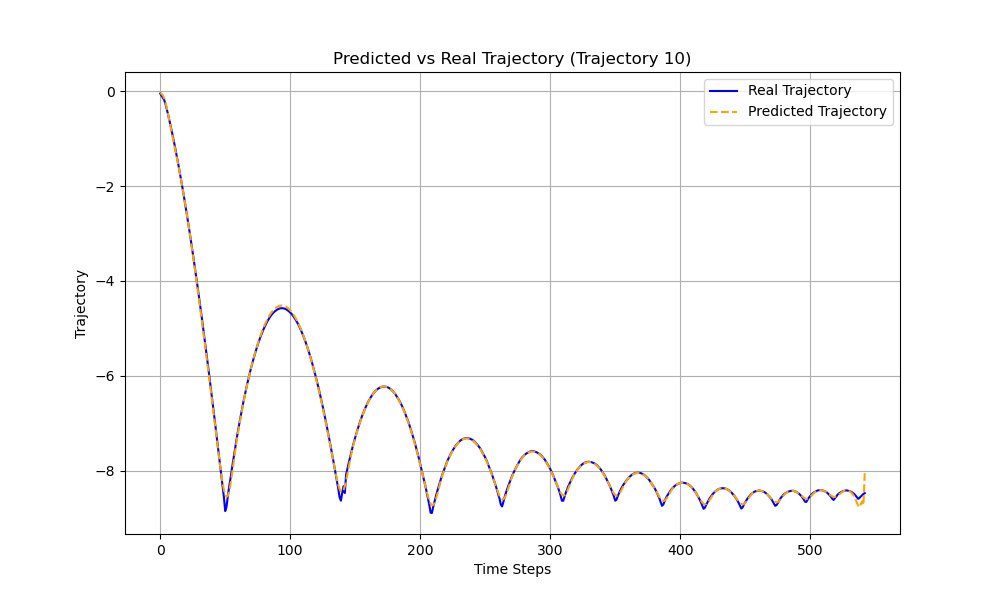 Predicted vs Real Trajectory (Trajectory 10)
Real Trajectory
Predicted Trajectory
Trajectory
0
−2
−4
−6
−8
0 100 200 300 400 500
Time Steps